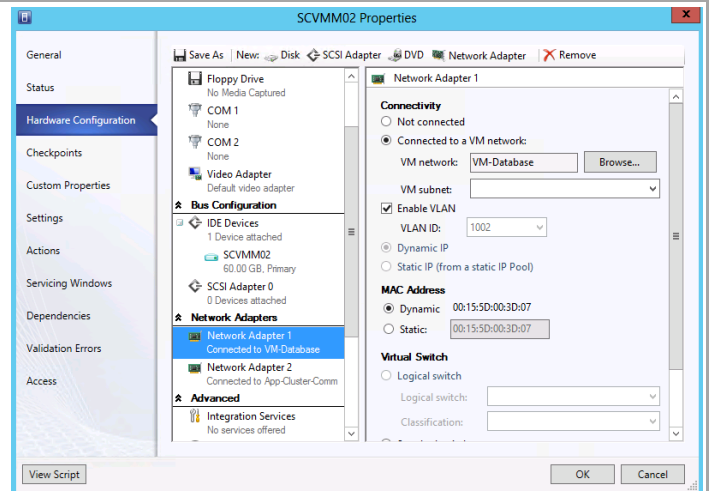 SCVMM02 Properties
x
General
Status
Hardware Configuration
Checkpoints
Custom Properties
Settings
Actions
Servicing Windows
Dependencies
Validation Errors
Access
Save As New: Disk SCSI Adapter DVD Network Adapter Remove
Floppy Drive
No Media Captured
COM 1
None
COM 2
None
Video Adapter
Default video adapter
Bus Configuration
IDE Devices
1 Device attached
SCVMM02
60.00 GB, Primary
SCSI Adapter 0
0 Devices attached
Network Adapters
Network Adapter 1
Connected to VM-Database
Network Adapter 2
Connected to App-Cluster-Comm
Advanced
Integration Services
No services offered
Network Adapter 1
Connectivity
Not connected
Connected to a VM network:
VM network: VM-Database Browse...
VM subnet:
Enable VLAN
VLAN ID: 1002
Dynamic IP
Static IP (from a static IP Pool)
MAC Address
Dynamic 00:15:5D:00:3D:07
Static: 00:15:5D:00:3D:07
Virtual Switch
Logical switch
Logical switch:
Classification:
View Script OK Cancel